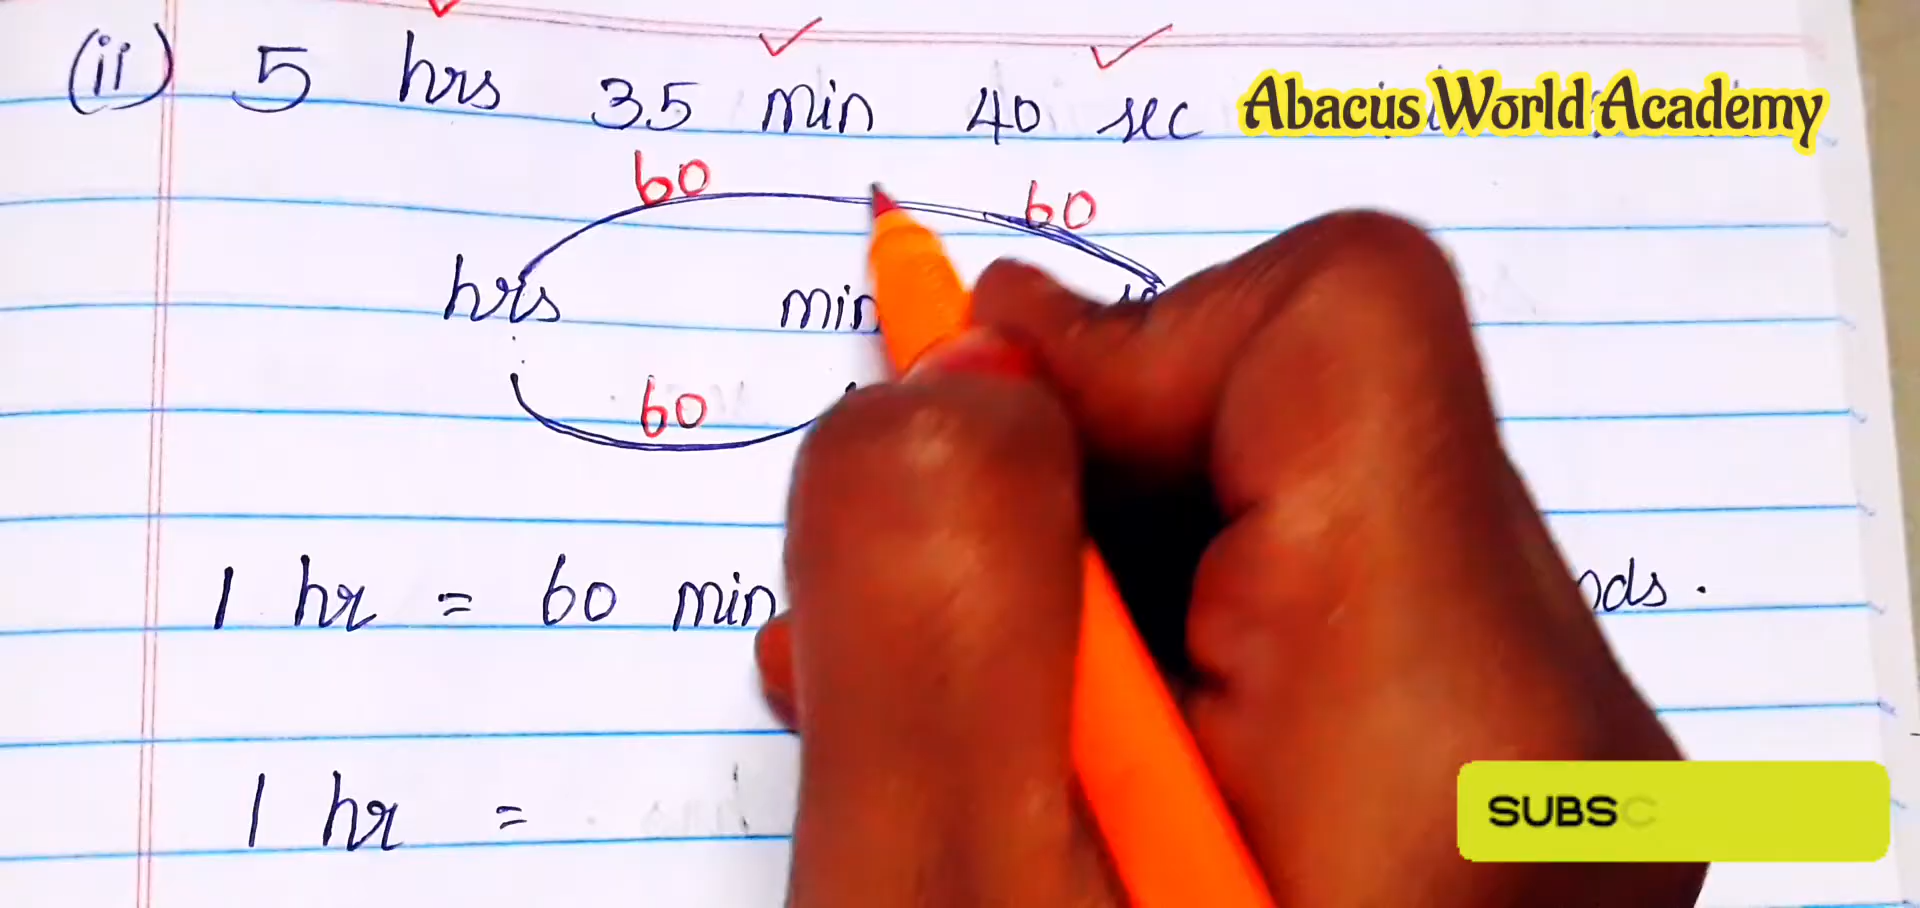 (ii) 5 hrs 35 min 40 sec Abacus World Academy
60 60
hrs min
60
1 hr = 60 min
1 hr =
SUBSC